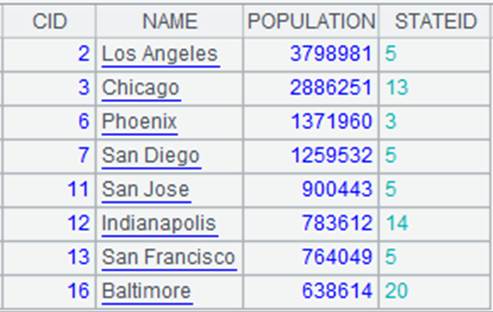 CID NAME POPULATION STATEID
2 Los Angeles 3798981 5
3 Chicago 2886251 13
6 Phoenix 1371960 3
7 San Diego 1259532 5
11 San Jose 900443 5
12 Indianapolis 783612 14
13 San Francisco 764049 5
16 Baltimore 638614 20